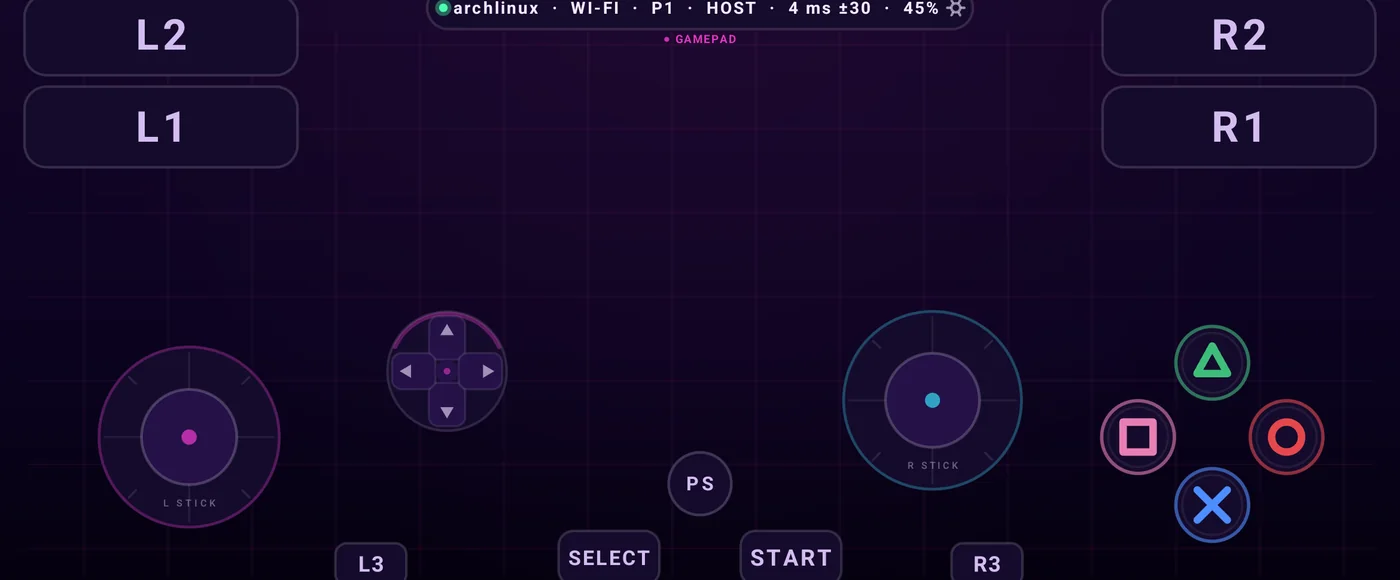 L2
archlinux · WI-FI · P1 · HOST · 4 ms ±30 · 45%
R2
GAMEPAD
L1
R1
L STICK
R STICK
PS
L3
SELECT
START
R3